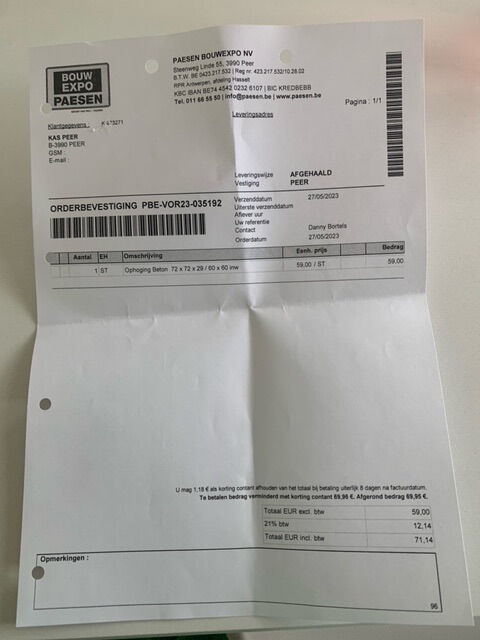 BOUW
EXPO
PAESEN
PAESEN BOUWEXPO NV
Steenweg Linde 55, 3990 Peer
B.T.W. BE 0423.217.532 | Reg nr. 423.217.532/10.28.02
RPR Antwerpen, afdeling Hasselt
KBC IBAN BE74 4542 0232 6107 | BIC KREDBEBB
Tel. 011 66 55 50 | info@paesen.be | www.paesen.be
Pagina : 1/1
Klantgegevens :
Leveringsadres
KAS PEER
B-3990 PEER
GSM :
E-mail :
Leveringswijze AFGEHAALD
Vestiging PEER
ORDERBEVESTIGING PBE-VOR23-035192
Verzenddatum 27/05/2023
Uiterste verzenddatum
Aflever uur
Uw referentie
Contact Danny Bortels
Orderdatum 27/05/2023
Aantal EH Omschrijving Eenh. prijs Bedrag
1 ST Ophoging Beton 72 x 72 x 29 / 60 x 60 inw 59,00 / ST 59,00
U mag 1,18 € als korting contant afhouden van het totaal bij betaling uiterlijk 8 dagen na factuurdatum.
Te betalen bedrag verminderd met korting contant 69,96 €. Afgerond bedrag 69,95 €.
Totaal EUR excl. btw 59,00
21% btw 12,14
Totaal EUR incl. btw 71,14
Opmerkingen :
96